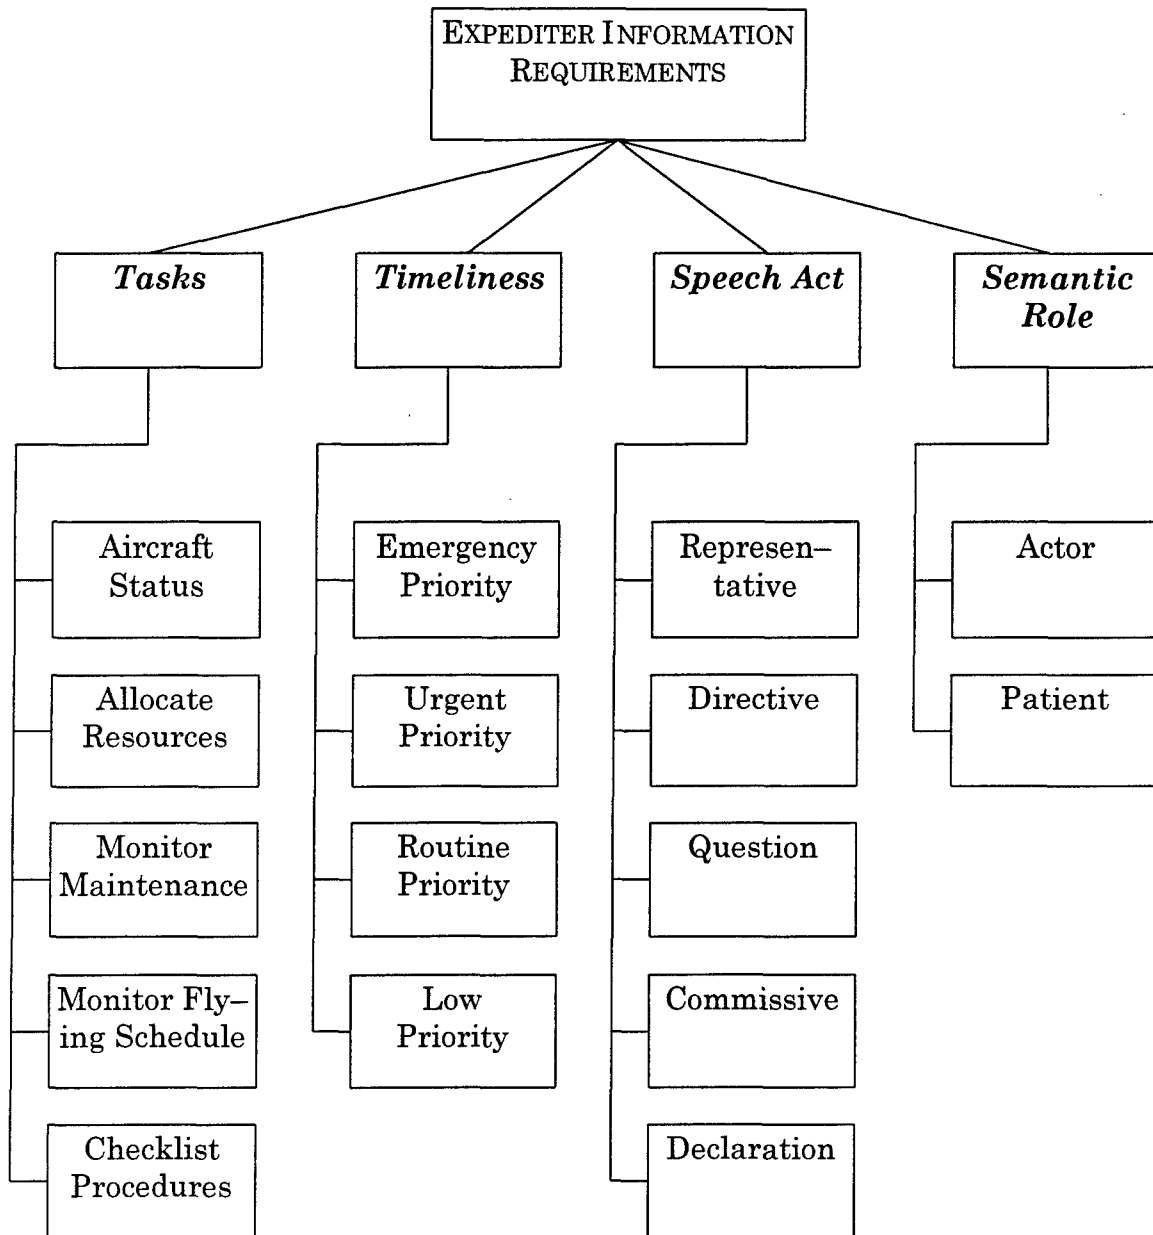 EXPEDITER INFORMATION
REQUIREMENTS
Tasks
Timeliness
Speech Act
Semantic
Role
Aircraft
Status
Allocate
Resources
Monitor
Maintenance
Monitor Fly–
ing Schedule
Checklist
Procedures
Emergency
Priority
Urgent
Priority
Routine
Priority
Low
Priority
Represen–
tative
Directive
Question
Commissive
Declaration
Actor
Patient